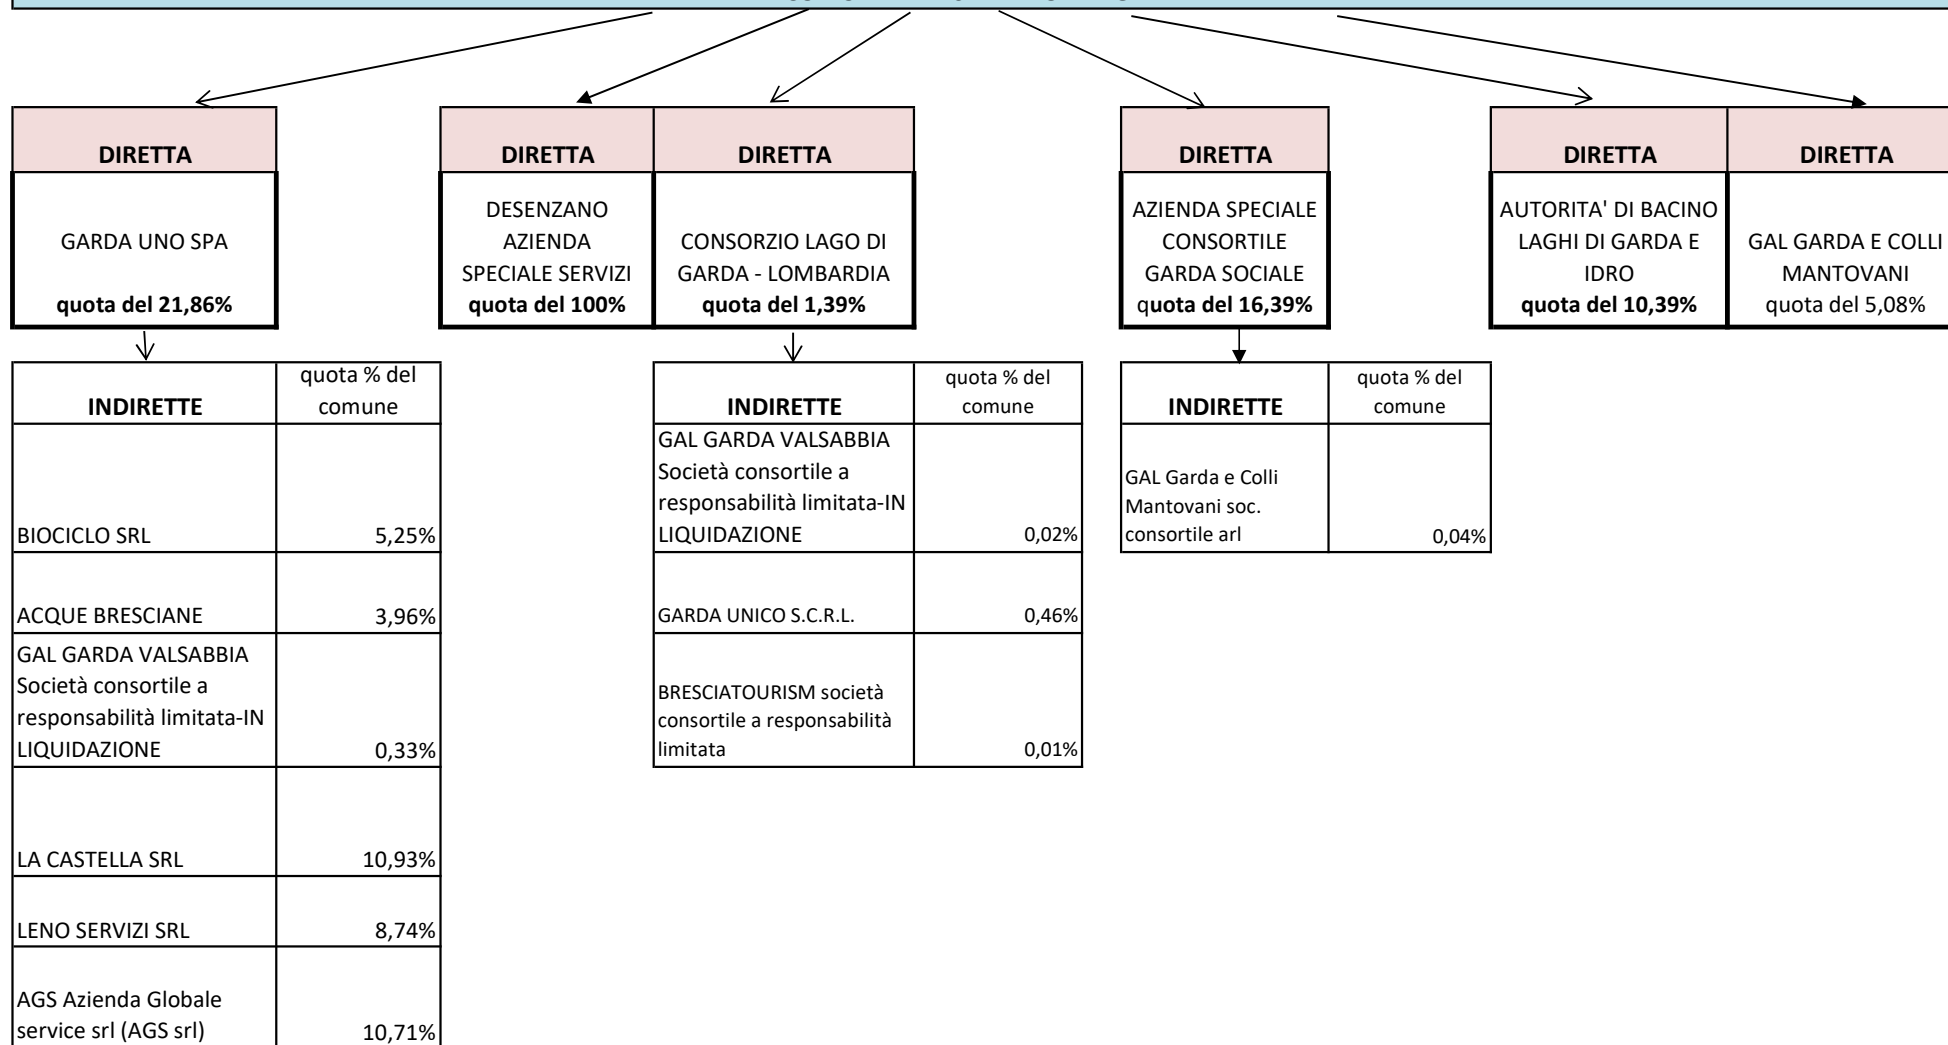 DIRETTA
GARDA UNO SPA
quota del 21,86%
DIRETTA
DESENZANO
AZIENDA
SPECIALE SERVIZI
quota del 100%
DIRETTA
CONSORZIO LAGO DI
GARDA - LOMBARDIA
quota del 1,39%
DIRETTA
AZIENDA SPECIALE
CONSORTILE
GARDA SOCIALE
quota del 16,39%
DIRETTA
AUTORITA' DI BACINO
LAGHI DI GARDA E
IDRO
quota del 10,39%
DIRETTA
GAL GARDA E COLLI
MANTOVANI
quota del 5,08%
INDIRETTE
quota % del
comune
BIOCICLO SRL
5,25%
ACQUE BRESCIANE
3,96%
GAL GARDA VALSABBIA
Società consortile a
responsabilità limitata-IN
LIQUIDAZIONE
0,33%
LA CASTELLA SRL
10,93%
LENO SERVIZI SRL
8,74%
AGS Azienda Globale
service srl (AGS srl)
10,71%
INDIRETTE
quota % del
comune
GAL GARDA VALSABBIA
Società consortile a
responsabilità limitata-IN
LIQUIDAZIONE
0,02%
GARDA UNICO S.C.R.L.
0,46%
BRESCIATOURISM società
consortile a responsabilità
limitata
0,01%
INDIRETTE
quota % del
comune
GAL Garda e Colli
Mantovani soc.
consortile arl
0,04%